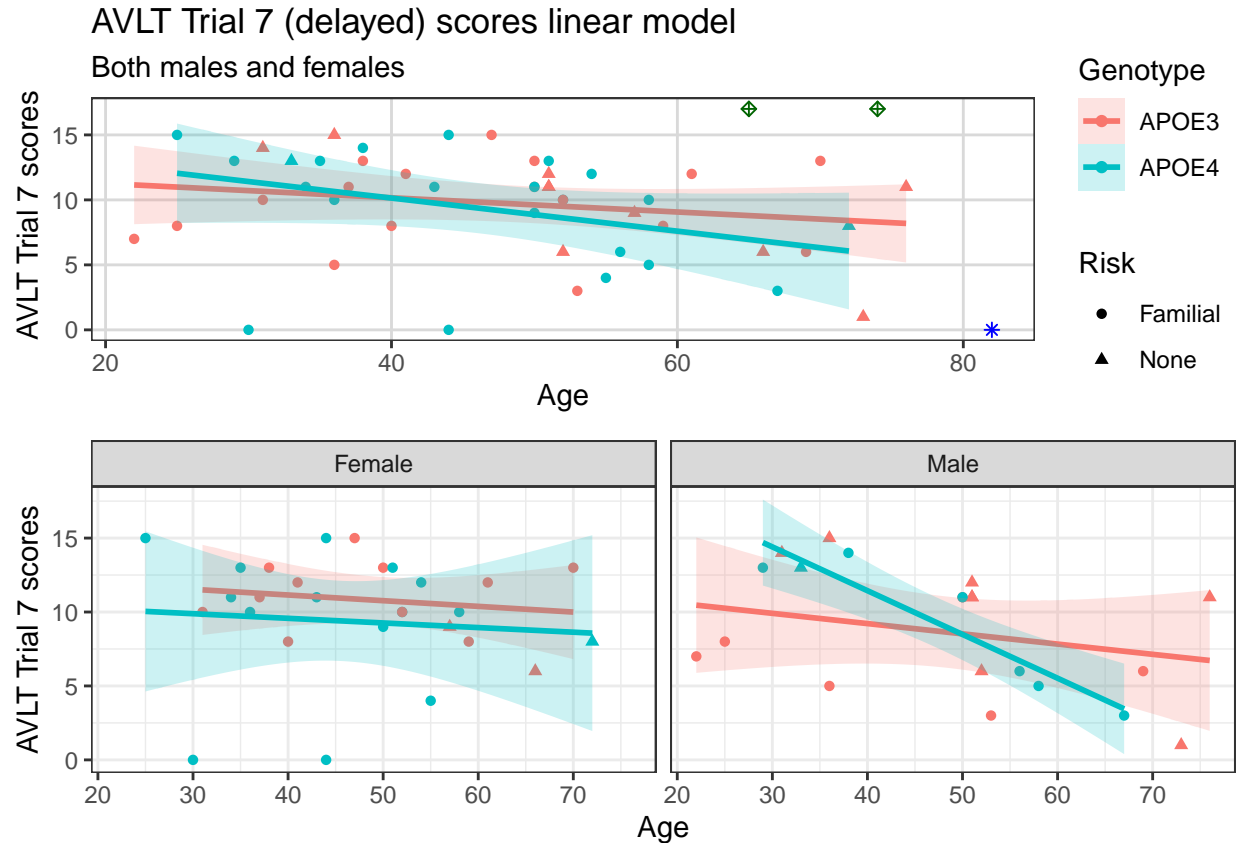 AVLT Trial 7 (delayed) scores linear model
Both males and females
AVLT Trial 7 scores
15
10
5
0
20 40 60 80
Age
Genotype
APOE3
APOE4
Risk
Familial
None
Female
Male
AVLT Trial 7 scores
15
10
5
0
20 30 40 50 60 70
20 30 40 50 60 70
Age